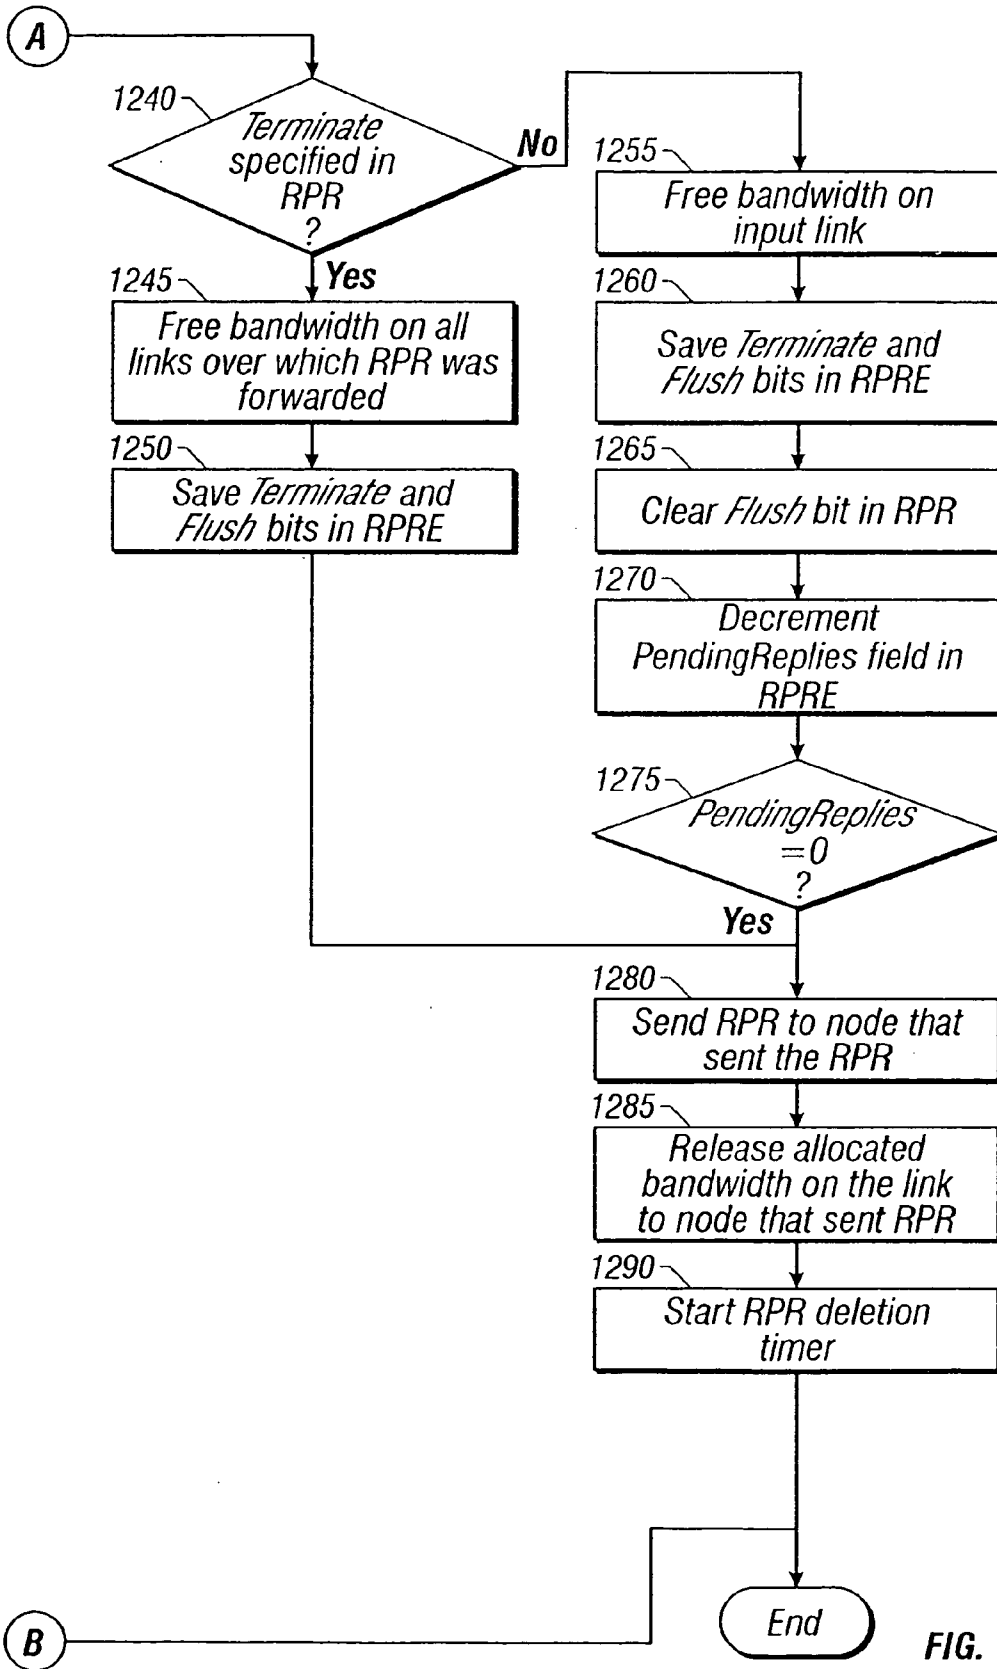 A
1240
Terminate
specified in
RPR
?
No
Yes
1245
Free bandwidth on all
links over which RPR was
forwarded
1250
Save Terminate and
Flush bits in RPRE
1255
Free bandwidth on
input link
1260
Save Terminate and
Flush bits in RPRE
1265
Clear Flush bit in RPR
1270
Decrement
PendingReplies field in
RPRE
1275
PendingReplies
=0
?
Yes
1280
Send RPR to node that
sent the RPR
1285
Release allocated
bandwidth on the link
to node that sent RPR
1290
Start RPR deletion
timer
B
End
FIG.